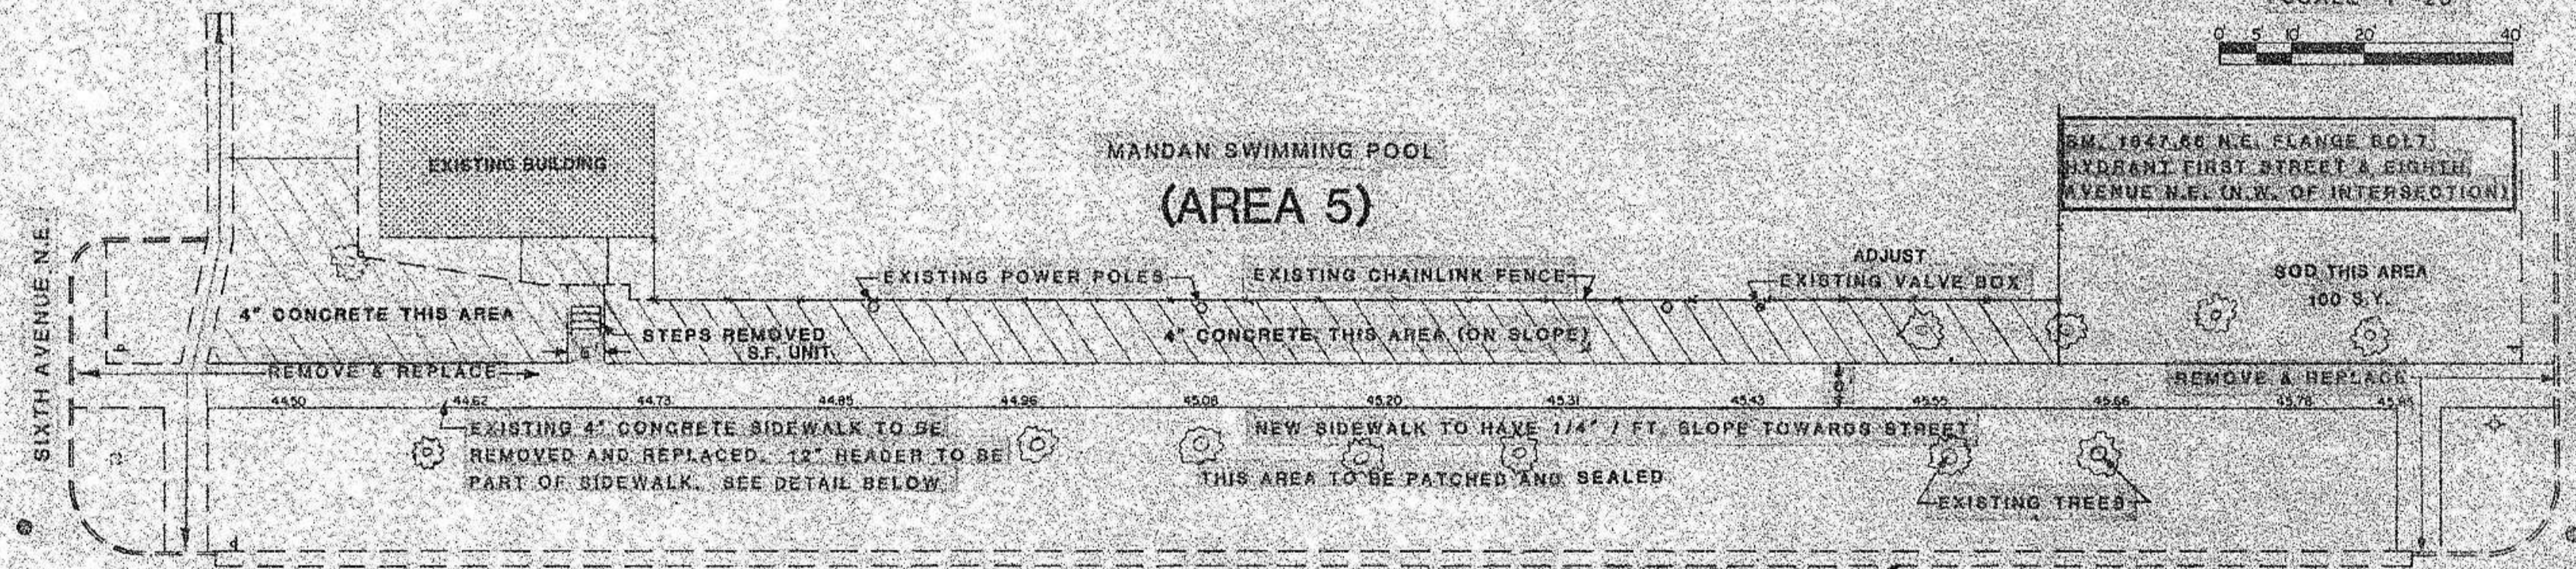 SCALE 1"=20'
0 5 10 20 40
MANDAN SWIMMING POOL
(AREA 5)
EXISTING BUILDING
BM. 1647.66 N.E. FLANGE BOLT,
HYDRANT FIRST STREET & EIGHTH
AVENUE N.E. (N.W. OF INTERSECTION)
SIXTH AVENUE N.E.
EXISTING POWER POLES
EXISTING CHAINLINK FENCE
ADJUST
EXISTING VALVE BOX
SOD THIS AREA
100 S.Y.
4" CONCRETE THIS AREA
STEPS REMOVED
S.F. UNIT
4" CONCRETE THIS AREA (ON SLOPE)
REMOVE & REPLACE
REMOVE & REPLACE
44.50 44.62 44.73 44.85 44.96 45.08 45.20 45.31 45.43 45.55 45.66 45.78
EXISTING 4" CONCRETE SIDEWALK TO BE
REMOVED AND REPLACED. 12" HEADER TO BE
PART OF SIDEWALK. SEE DETAIL BELOW
NEW SIDEWALK TO HAVE 1/4" / FT. SLOPE TOWARDS STREET
THIS AREA TO BE PATCHED AND SEALED
EXISTING TREES